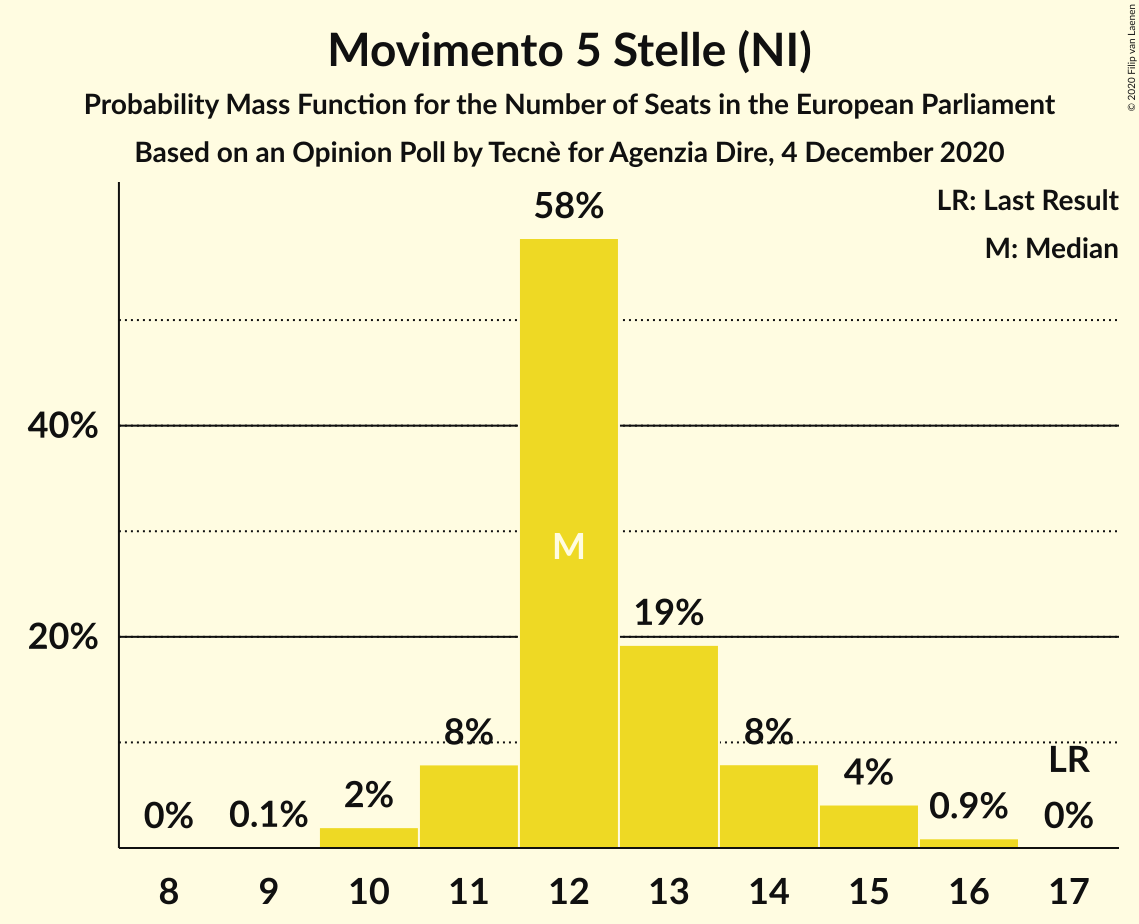 Movimento 5 Stelle (NI)
Probability Mass Function for the Number of Seats in the European Parliament
Based on an Opinion Poll by Tecnè for Agenzia Dire, 4 December 2020
© 2020 Filip van Laenen
LR: Last Result
M: Median
58%
40%
M
19%
20%
8%
8%
LR
4%
2%
0.9%
0%
0.1%
0%
8 9 10 11 12 13 14 15 16 17